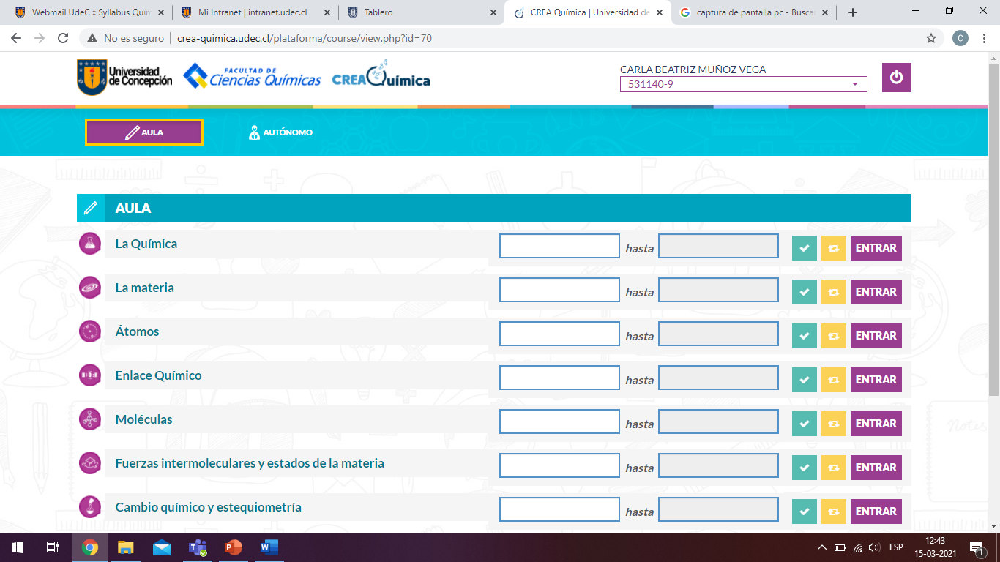 Webmail UdeC :: Syllabus Quím
Mi Intranet | intranet.udec.cl
Tablero
CREA Química | Universidad de
captura de pantalla pc - Buscar
No es seguro
crea-quimica.udec.cl/plataforma/course/view.php?id=70
C
Universidad de Concepción
FACULTAD DE Ciencias Químicas
CREA Química
CARLA BEATRIZ MUÑOZ VEGA
531140-9
AULA
AUTÓNOMO
AULA
La Química hasta ENTRAR
La materia hasta ENTRAR
Átomos hasta ENTRAR
Enlace Químico hasta ENTRAR
Moléculas hasta ENTRAR
Fuerzas intermoleculares y estados de la materia hasta ENTRAR
Cambio químico y estequiometría hasta ENTRAR
Notes
ESP
12:43
15-03-2021
1